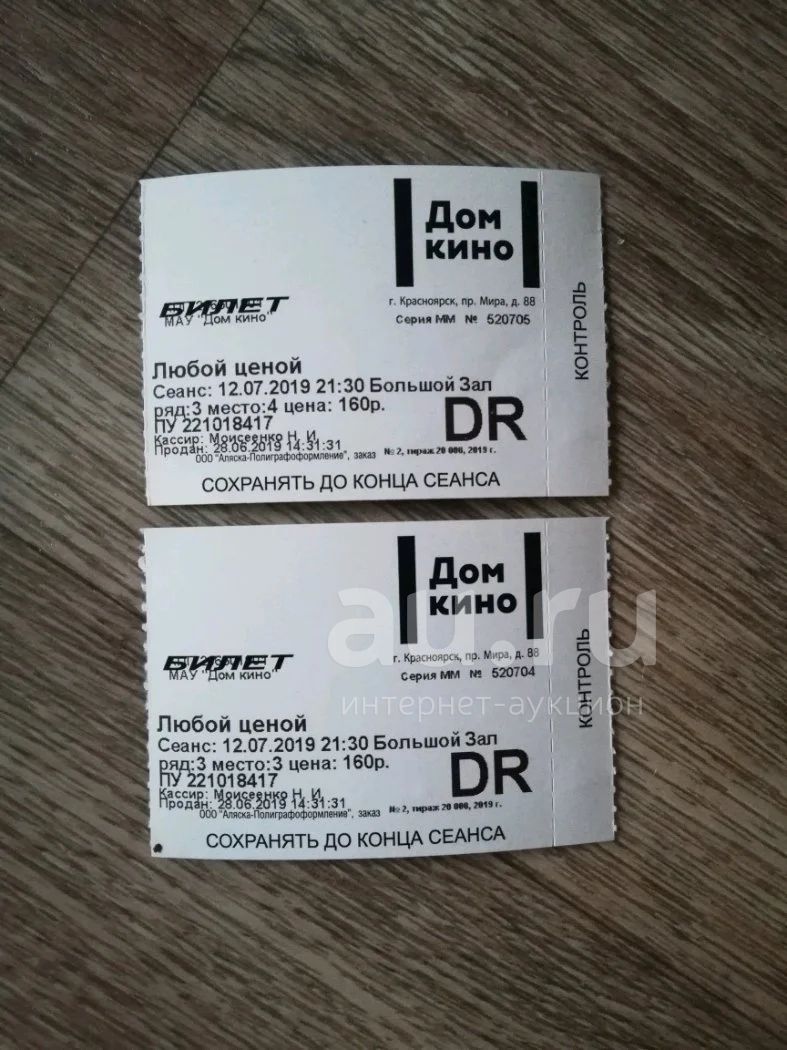 Дом
кино
г. Красноярск, пр. Мира, д. 88
Серия ММ № 520705
КОНТРОЛЬ
БИЛЕТ
МАУ "Дом кино"
Любой ценой
Сеанс: 12.07.2019 21:30 Большой Зал
ряд:3 место:4 цена: 160р.
DR
ПУ 221018417
Кассир: Моисеенко Н. И.
Продан: 28.06.2019 14:31:31
ООО "Аляска-Полиграфоформление", заказ № 2, тираж 20 000, 2019 г.
СОХРАНЯТЬ ДО КОНЦА СЕАНСА
Дом
кино
г. Красноярск, пр. Мира, д. 88
Серия ММ № 520704
КОНТРОЛЬ
БИЛЕТ
МАУ "Дом кино"
au.ru
интернет-аукцион
Любой ценой
Сеанс: 12.07.2019 21:30 Большой Зал
ряд:3 место:3 цена: 160р.
DR
ПУ 221018417
Кассир: Моисеенко Н. И.
Продан: 28.06.2019 14:31:31
ООО "Аляска-Полиграфоформление", заказ № 2, тираж 20 000, 2019 г.
СОХРАНЯТЬ ДО КОНЦА СЕАНСА